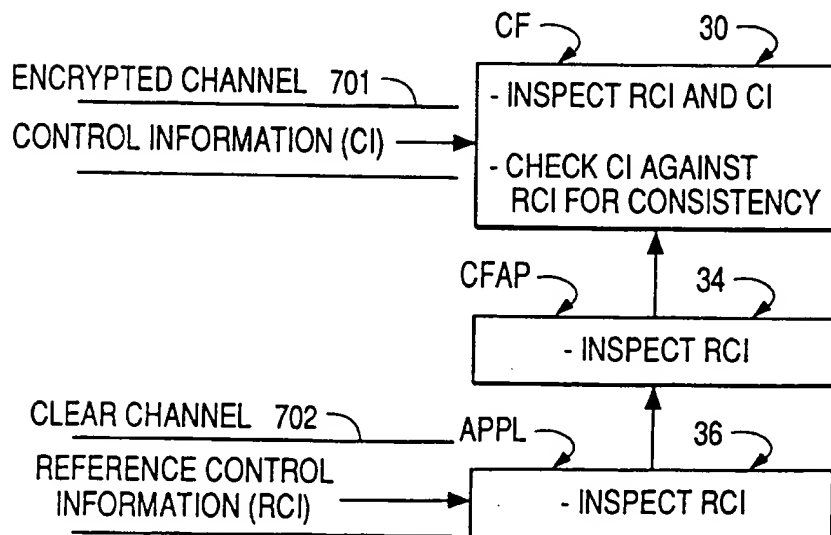 CF 30
ENCRYPTED CHANNEL 701
- INSPECT RCI AND CI
CONTROL INFORMATION (CI)
- CHECK CI AGAINST
RCI FOR CONSISTENCY
CFAP 34
- INSPECT RCI
CLEAR CHANNEL 702
APPL 36
REFERENCE CONTROL
INFORMATION (RCI)
- INSPECT RCI